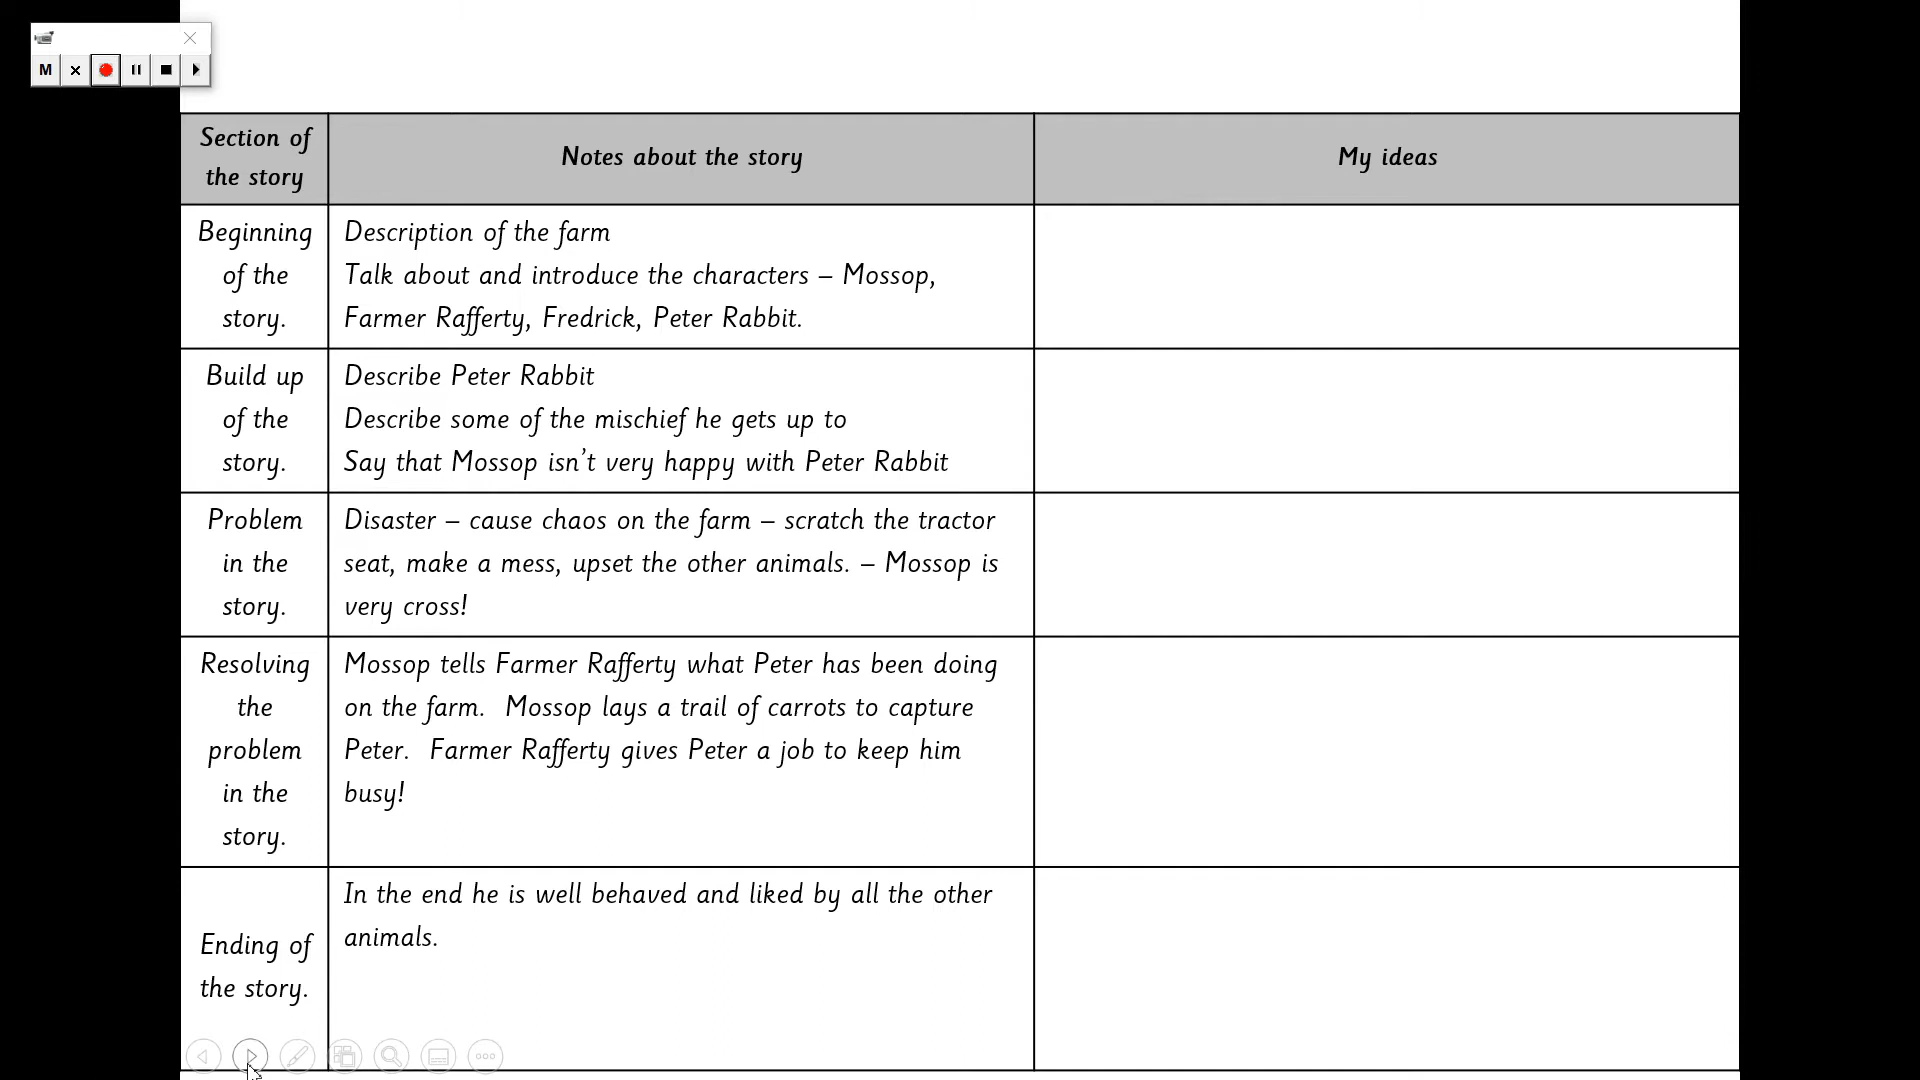 M
Section of
the story
Notes about the story
My ideas
Beginning
of the
story.
Description of the farm
Talk about and introduce the characters – Mossop,
Farmer Rafferty, Fredrick, Peter Rabbit.
Build up
of the
story.
Describe Peter Rabbit
Describe some of the mischief he gets up to
Say that Mossop isn’t very happy with Peter Rabbit
Problem
in the
story.
Disaster – cause chaos on the farm – scratch the tractor
seat, make a mess, upset the other animals. – Mossop is
very cross!
Resolving
the
problem
in the
story.
Mossop tells Farmer Rafferty what Peter has been doing
on the farm.  Mossop lays a trail of carrots to capture
Peter.  Farmer Rafferty gives Peter a job to keep him
busy!
Ending of
the story.
In the end he is well behaved and liked by all the other
animals.